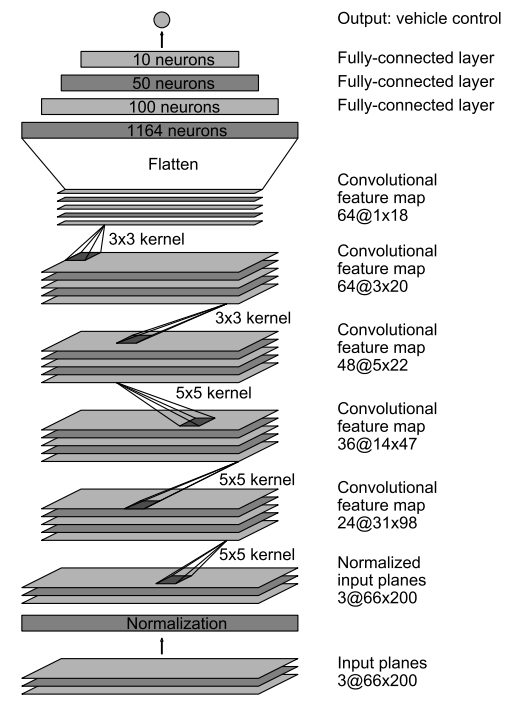 Output: vehicle control
10 neurons
Fully-connected layer
50 neurons
Fully-connected layer
100 neurons
Fully-connected layer
1164 neurons
Flatten
Convolutional
feature map
64@1x18
3x3 kernel
Convolutional
feature map
64@3x20
3x3 kernel
Convolutional
feature map
48@5x22
5x5 kernel
Convolutional
feature map
36@14x47
5x5 kernel
Convolutional
feature map
24@31x98
5x5 kernel
Normalized
input planes
3@66x200
Normalization
Input planes
3@66x200